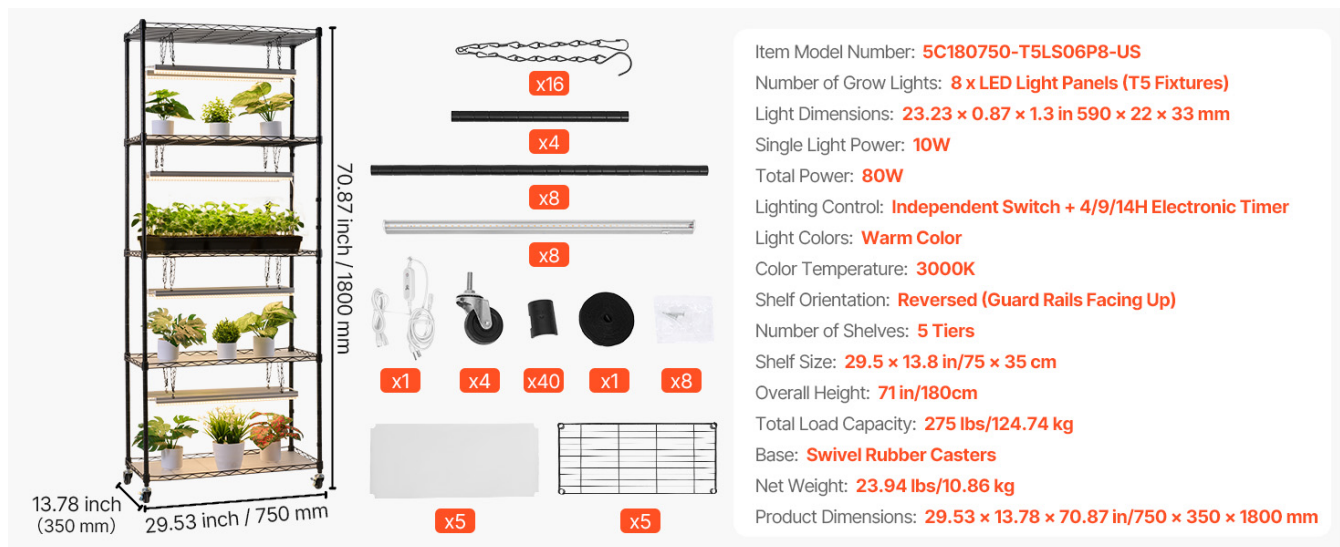 70.87 inch / 1800 mm
13.78 inch
(350 mm)
29.53 inch / 750 mm
x16
x4
x8
x8
x1
x4
x40
x1
x8
x5
x5
Item Model Number: 5C180750-T5LS06P8-US
Number of Grow Lights: 8 x LED Light Panels (T5 Fixtures)
Light Dimensions: 23.23 × 0.87 × 1.3 in 590 × 22 × 33 mm
Single Light Power: 10W
Total Power: 80W
Lighting Control: Independent Switch + 4/9/14H Electronic Timer
Light Colors: Warm Color
Color Temperature: 3000K
Shelf Orientation: Reversed (Guard Rails Facing Up)
Number of Shelves: 5 Tiers
Shelf Size: 29.5 × 13.8 in/75 × 35 cm
Overall Height: 71 in/180cm
Total Load Capacity: 275 lbs/124.74 kg
Base: Swivel Rubber Casters
Net Weight: 23.94 lbs/10.86 kg
Product Dimensions: 29.53 × 13.78 × 70.87 in/750 × 350 × 1800 mm